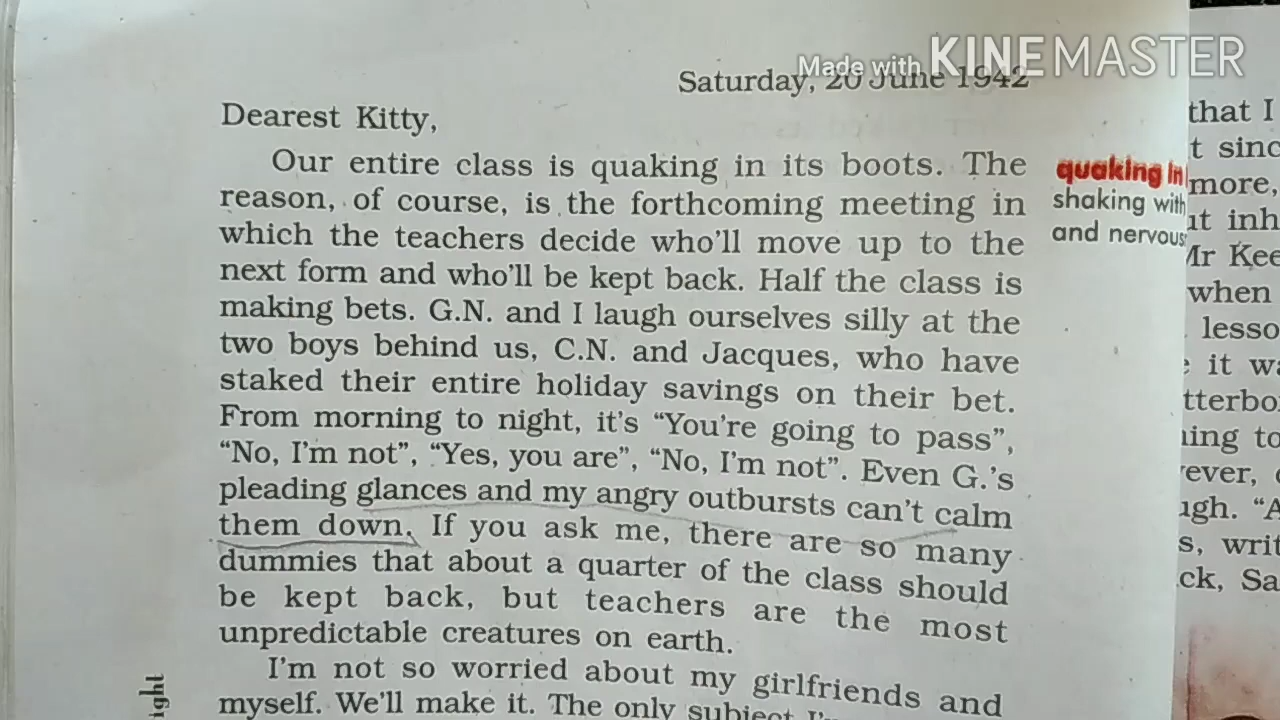 Made with KINEMASTER
Saturday, 20 June 1942
Dearest Kitty,
Our entire class is quaking in its boots. The
reason, of course, is the forthcoming meeting in
which the teachers decide who'll move up to the
next form and who'll be kept back. Half the class is
making bets. G.N. and I laugh ourselves silly at the
two boys behind us, C.N. and Jacques, who have
staked their entire holiday savings on their bet.
From morning to night, it's “You're going to pass”,
“No, I'm not”, “Yes, you are”, “No, I'm not”. Even G.'s
pleading glances and my angry outbursts can't calm
them down. If you ask me, there are so many
dummies that about a quarter of the class should
be kept back, but teachers are the most
unpredictable creatures on earth.
I'm not so worried about my girlfriends and
myself. We'll make it. The only subject I'm
quaking in
shaking with
and nervous
ight
that I
t sinc
more,
ut inh
Mr Kee
when
lesso
e it wa
tterbo
ning to
ever,
ugh. “A
s, writ
ck, Sa